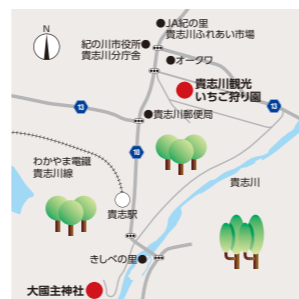 N
JA紀の里
貴志川ふれあい市場
紀の川市役所
貴志川分庁舎
オークワ
貴志川観光
いちご狩り園
13
13
貴志川郵便局
10
わかやま電鐵
貴志川線
貴志川
貴志駅
きしべの里
大國主神社